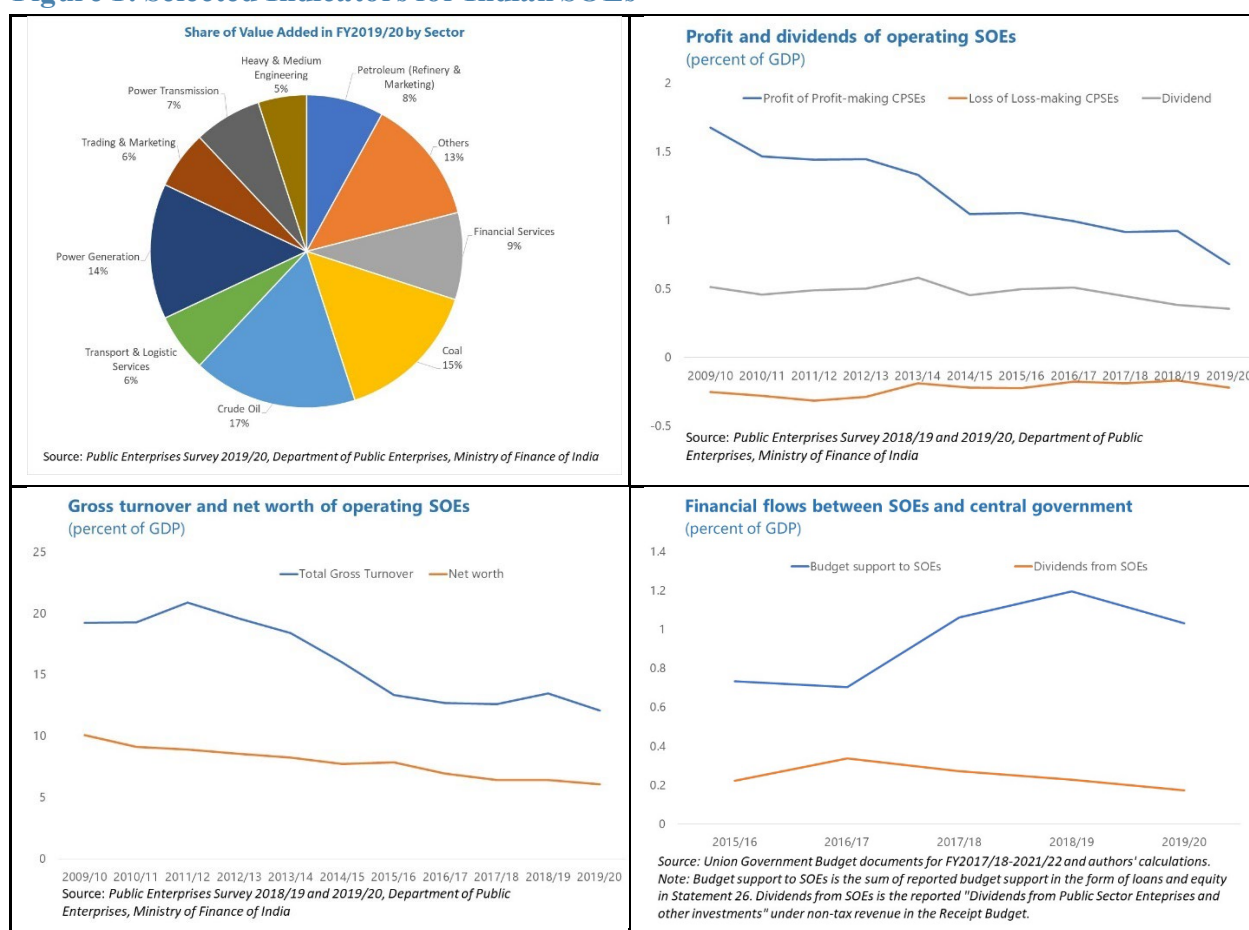 Share of Value Added in FY2019/20 by Sector
Heavy & Medium
Engineering
5%
Petroleum (Refinery &
Marketing)
8%
Power Transmission
7%
Others
13%
Trading & Marketing
6%
Financial Services
9%
Power Generation
14%
Coal
15%
Transport & Logistic
Services
6%
Crude Oil
17%
Source: Public Enterprises Survey 2019/20, Department of Public Enterprises, Ministry of Finance of India
Profit and dividends of operating SOEs
(percent of GDP)
2
Profit of Profit-making CPSEs
Loss of Loss-making CPSEs
Dividend
1.5
1
0.5
0
2009/10 2010/11 2011/12 2012/13 2013/14 2014/15 2015/16 2016/17 2017/18 2018/19 2019/20
-0.5
Source: Public Enterprises Survey 2018/19 and 2019/20, Department of Public
Enterprises, Ministry of Finance of India
Gross turnover and net worth of operating SOEs
(percent of GDP)
25
Total Gross Turnover
Net worth
20
15
10
5
0
2009/10 2010/11 2011/12 2012/13 2013/14 2014/15 2015/16 2016/17 2017/18 2018/19 2019/20
Source: Public Enterprises Survey 2018/19 and 2019/20, Department of Public
Enterprises, Ministry of Finance of India
Financial flows between SOEs and central government
(percent of GDP)
1.4
Budget support to SOEs
Dividends from SOEs
1.2
1
0.8
0.6
0.4
0.2
0
2015/16 2016/17 2017/18 2018/19 2019/20
Source: Union Government Budget documents for FY2017/18-2021/22 and authors' calculations.
Note: Budget support to SOEs is the sum of reported budget support in the form of loans and equity
in Statement 26. Dividends from SOEs is the reported "Dividends from Public Sector Enteprises and
other investments" under non-tax revenue in the Receipt Budget.